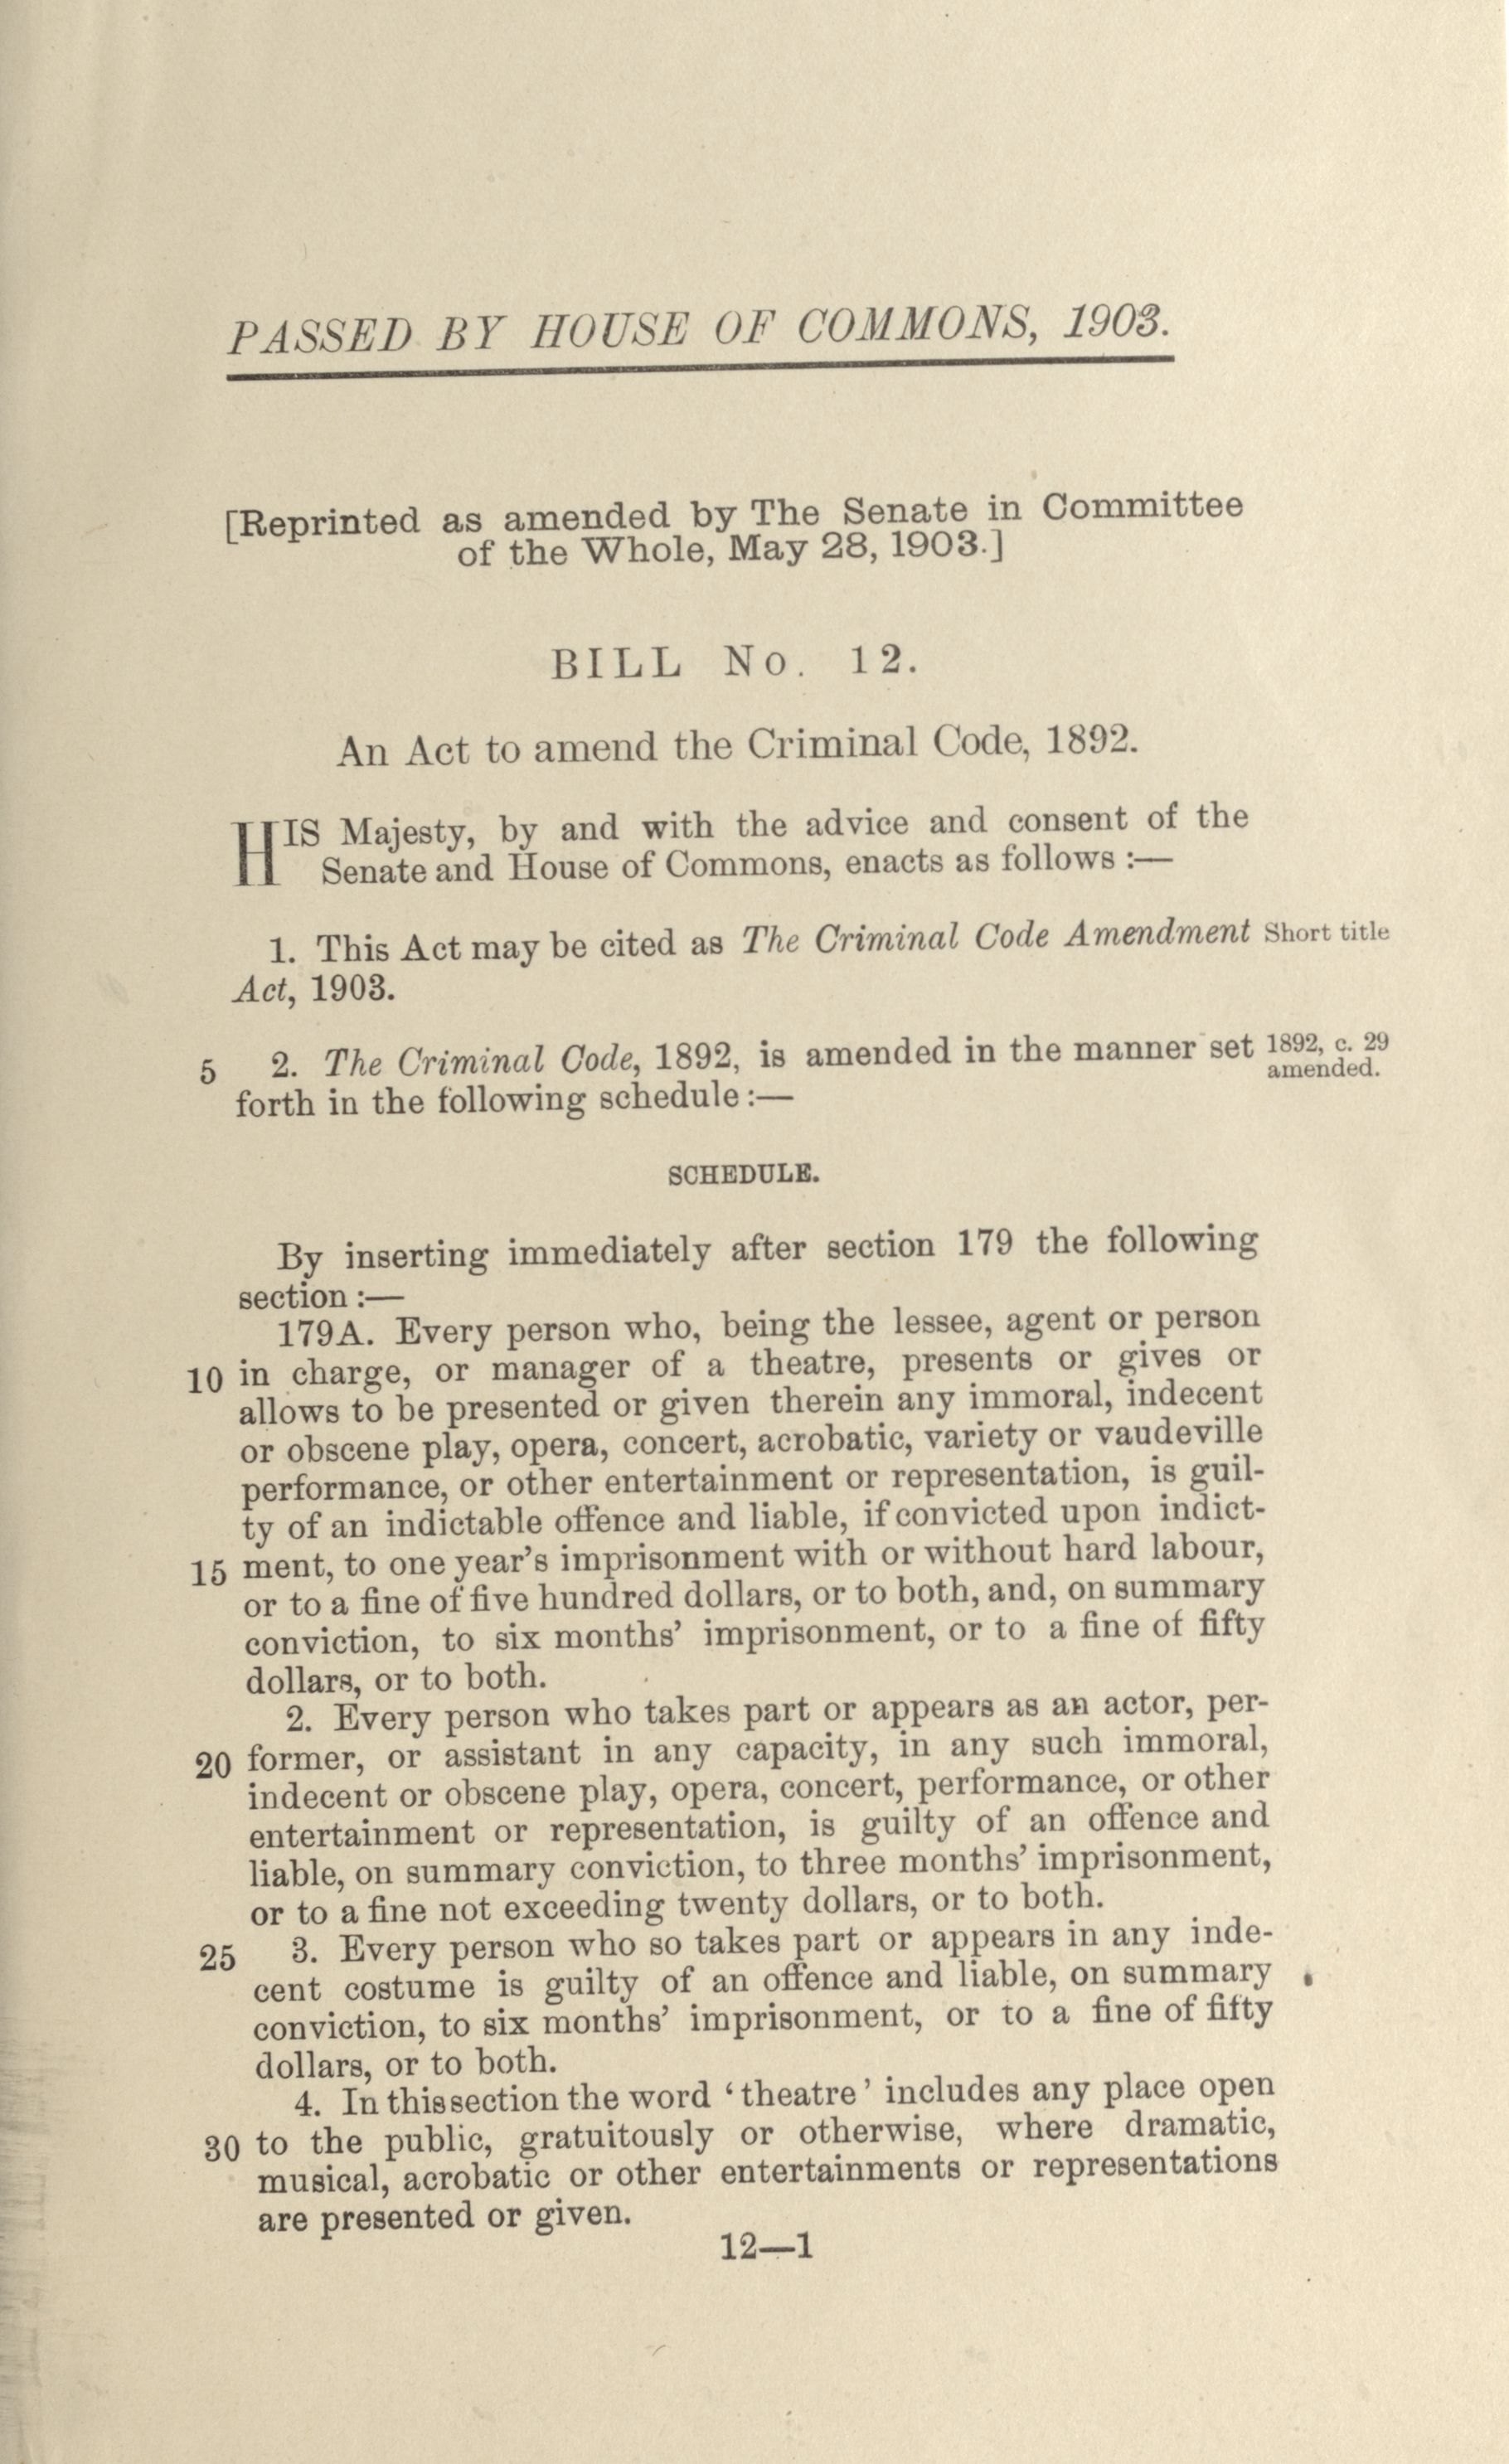 PASSED BY HOUSE OF COMMONS, 1903.
[Reprinted as amended by The Senate in Committee
of the Whole, May 28, 1903.]
BILL No. 12.
An Act to amend the Criminal Code, 1892.
HIS Majesty, by and with the advice and consent of the
Senate and House of Commons, enacts as follows :—
1. This Act may be cited as The Criminal Code Amendment Short title
Act, 1903.
5 2. The Criminal Code, 1892, is amended in the manner set 1892, c. 29
amended.
forth in the following schedule :—
SCHEDULE.
By inserting immediately after section 179 the following
section :—
179A. Every person who, being the lessee, agent or person
10 in charge, or manager of a theatre, presents or gives or
allows to be presented or given therein any immoral, indecent
or obscene play, opera, concert, acrobatic, variety or vaudeville
performance, or other entertainment or representation, is guil-
ty of an indictable offence and liable, if convicted upon indict-
15 ment, to one year's imprisonment with or without hard labour,
or to a fine of five hundred dollars, or to both, and, on summary
conviction, to six months' imprisonment, or to a fine of fifty
dollars, or to both.
2. Every person who takes part or appears as an actor, per-
20 former, or assistant in any capacity, in any such immoral,
indecent or obscene play, opera, concert, performance, or other
entertainment or representation, is guilty of an offence and
liable, on summary conviction, to three months' imprisonment,
or to a fine not exceeding twenty dollars, or to both.
25 3. Every person who so takes part or appears in any inde-
cent costume is guilty of an offence and liable, on summary
conviction, to six months' imprisonment, or to a fine of fifty
dollars, or to both.
4. In this section the word ‘theatre’ includes any place open
30 to the public, gratuitously or otherwise, where dramatic,
musical, acrobatic or other entertainments or representations
are presented or given.
12—1